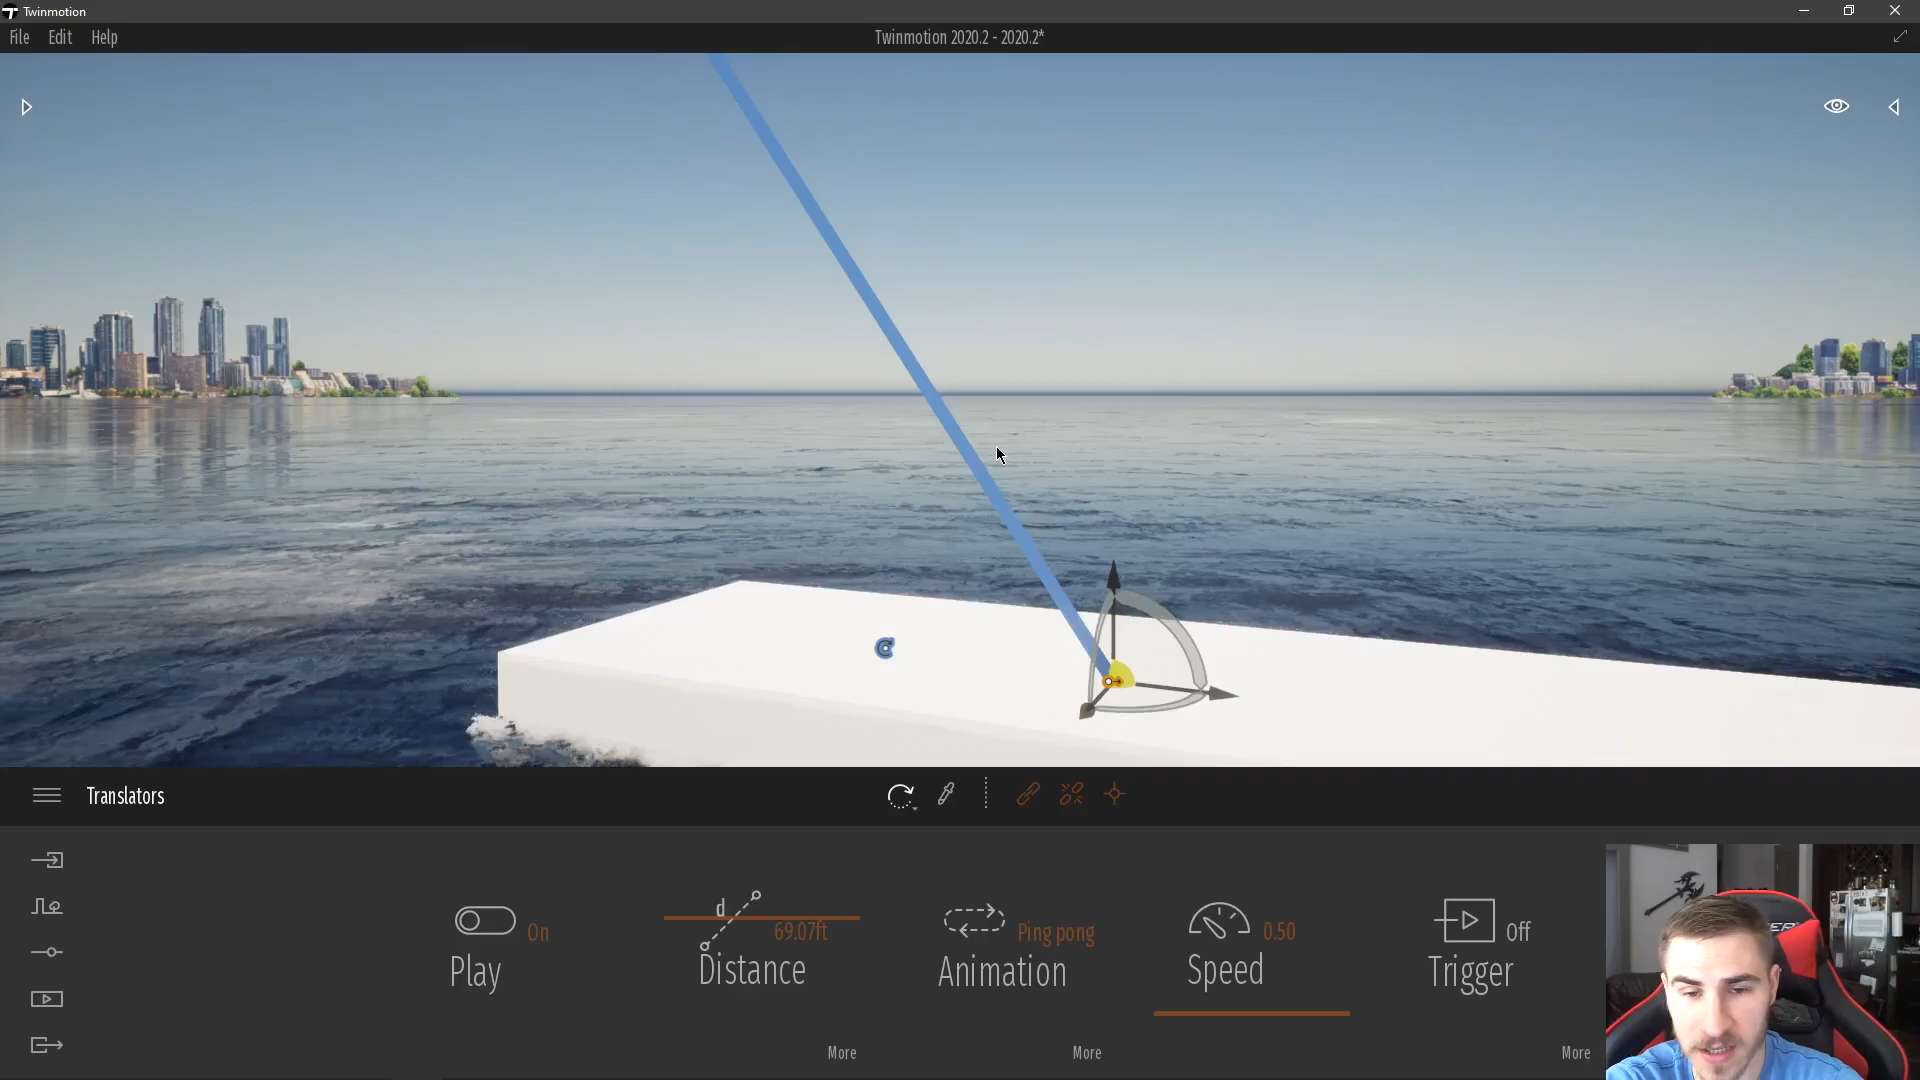 Twinmotion
File Edit Help
Twinmotion 2020.2 - 2020.2*
Translators
d
On
69.07ft
Ping pong
0.50
Off
Play
Distance
Animation
Speed
Trigger
More
More
More